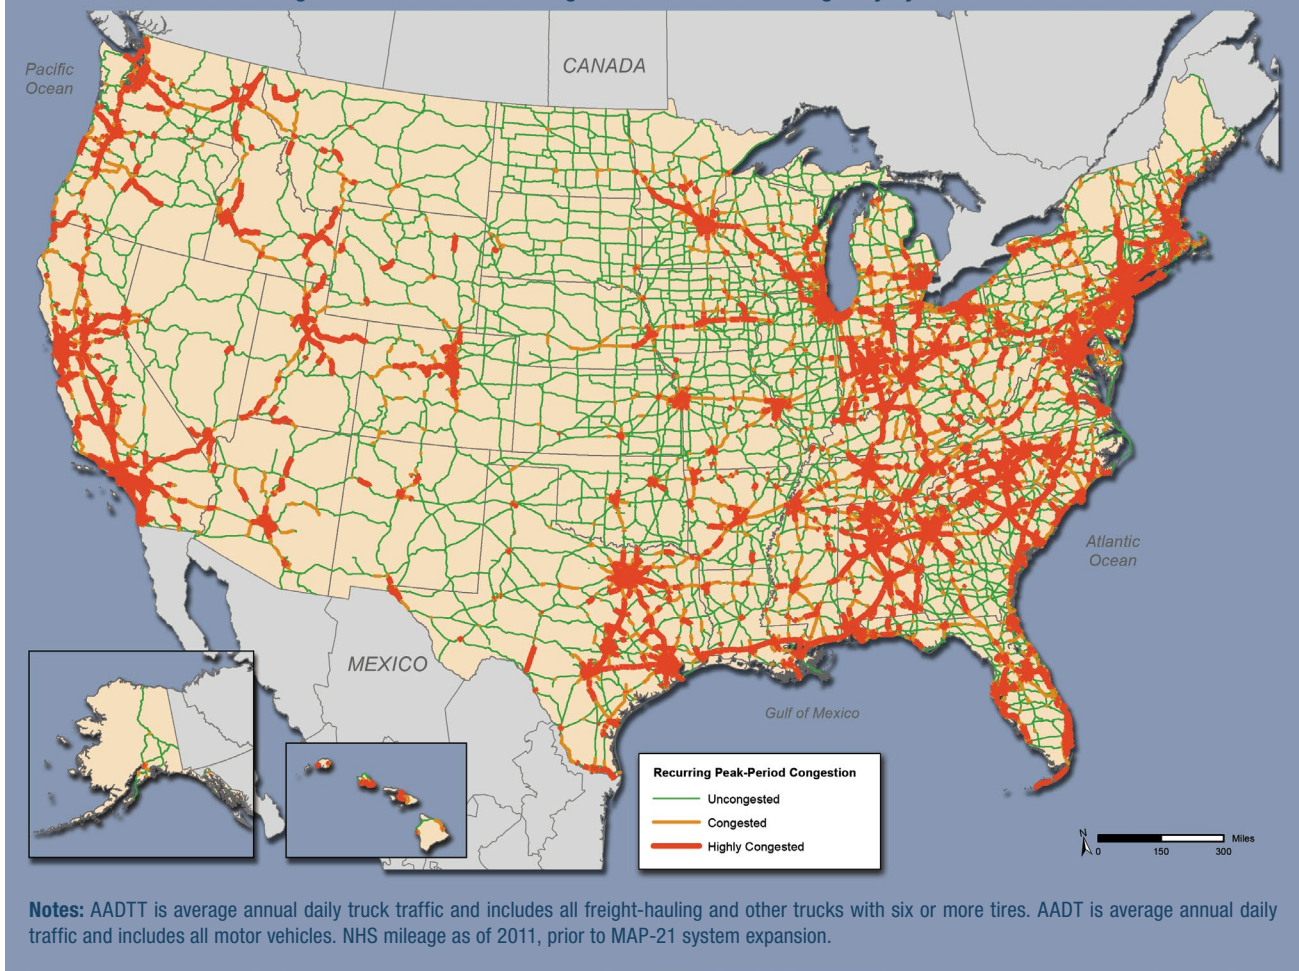 CANADA
Pacific
Ocean
Atlantic
Ocean
MEXICO
Gulf of Mexico
Recurring Peak-Period Congestion
Uncongested
Congested
Highly Congested
N
Miles
0 150 300
Notes: AADTT is average annual daily truck traffic and includes all freight-hauling and other trucks with six or more tires. AADT is average annual daily
traffic and includes all motor vehicles. NHS mileage as of 2011, prior to MAP-21 system expansion.